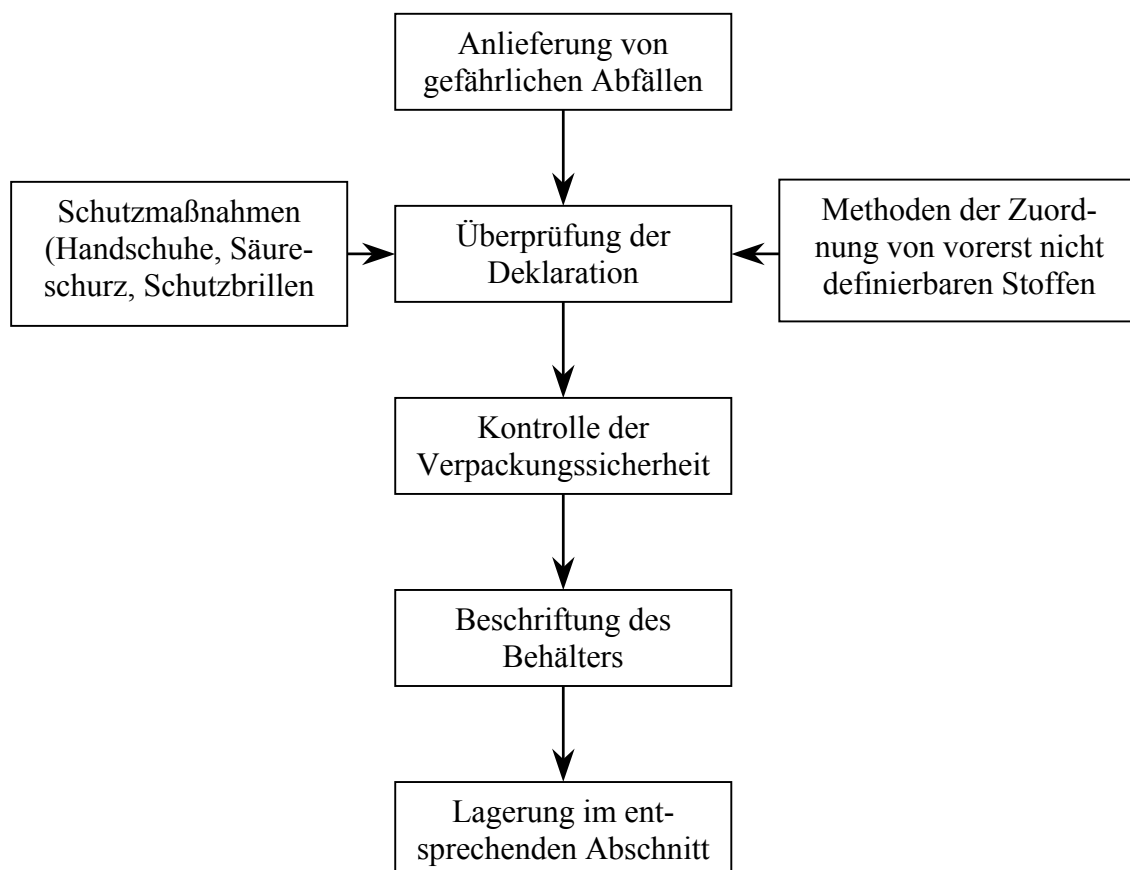 Anlieferung von
gefährlichen Abfällen
Schutzmaßnahmen
(Handschuhe, Säure-
schurz, Schutzbrillen
Überprüfung der
Deklaration
Methoden der Zuord-
nung von vorerst nicht
definierbaren Stoffen
Kontrolle der
Verpackungssicherheit
Beschriftung des
Behälters
Lagerung im ent-
sprechenden Abschnitt